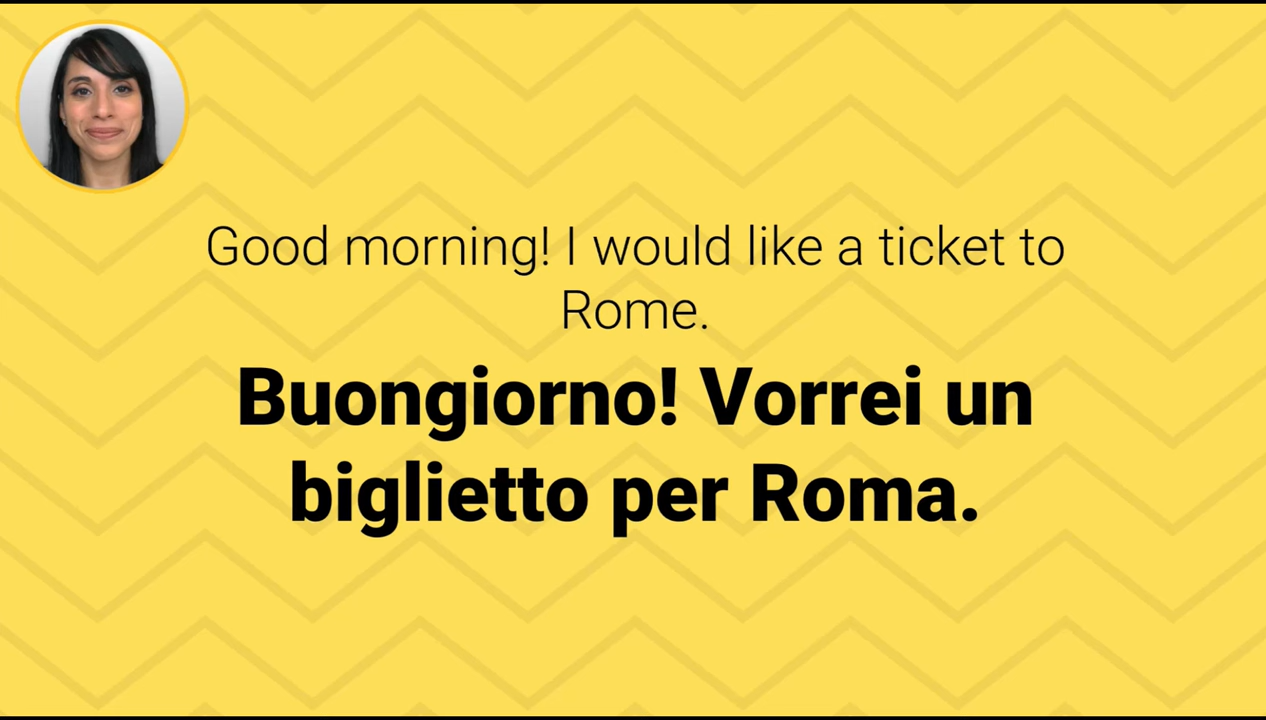 Good morning! I would like a ticket to
Rome.
Buongiorno! Vorrei un
biglietto per Roma.